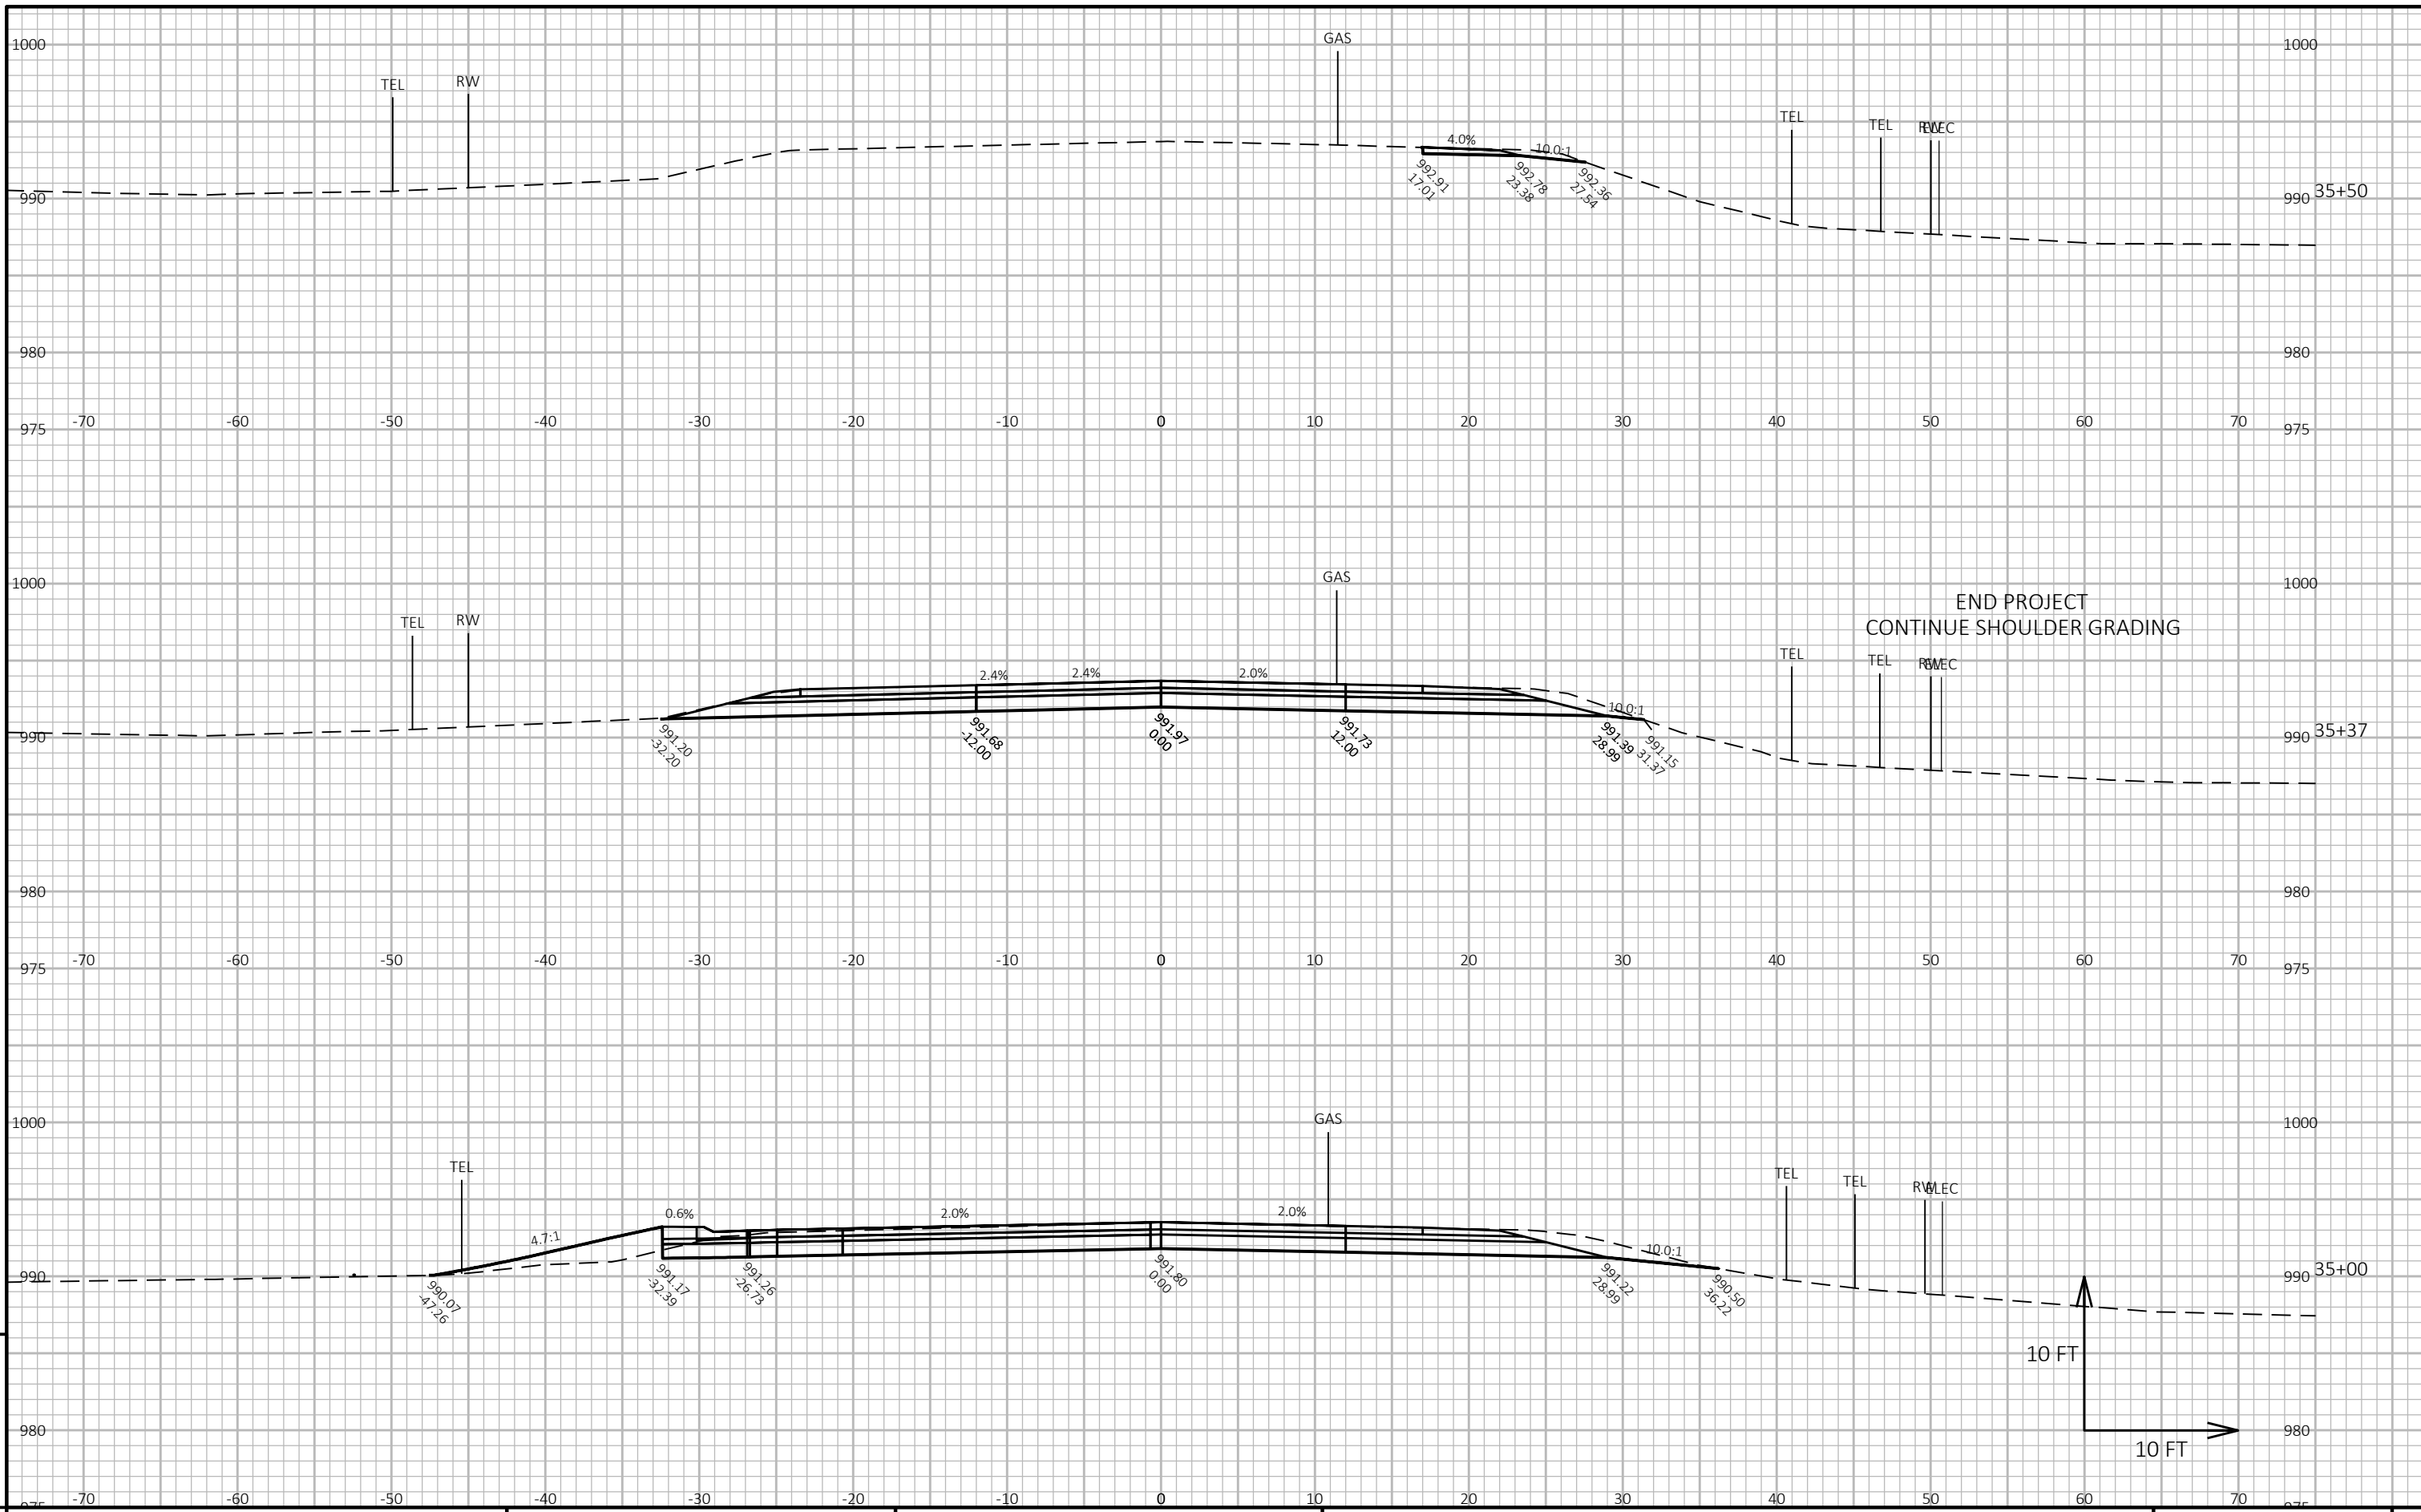 1000
1000
GAS
TEL
RW
TEL
TEL
RW
ELEC
4.0%
10.0:1
992.91
17.01
992.78
23.38
992.36
27.54
990
990
35+50
980
980
-70 -60 -50 -40 -30 -20 -10 0 10 20 30 40 50 60 70
975
975
1000
1000
GAS
END PROJECT
CONTINUE SHOULDER GRADING
TEL
RW
TEL
TEL
RW
ELEC
2.4%
2.4%
2.0%
10.0:1
991.20
-32.20
991.68
-12.00
991.97
0.00
991.73
12.00
991.39
28.99
991.15
31.37
990
990
35+37
980
980
-70 -60 -50 -40 -30 -20 -10 0 10 20 30 40 50 60 70
975
975
1000
1000
GAS
TEL
TEL
TEL
RW
ELEC
0.6%
4.7:1
2.0%
2.0%
10.0:1
990.07
-47.26
991.17
-32.39
991.26
-26.73
991.80
0.00
991.22
28.99
990.50
36.22
990
990
35+00
10 FT
10 FT
980
980
-70 -60 -50 -40 -30 -20 -10 0 10 20 30 40 50 60 70
975
975